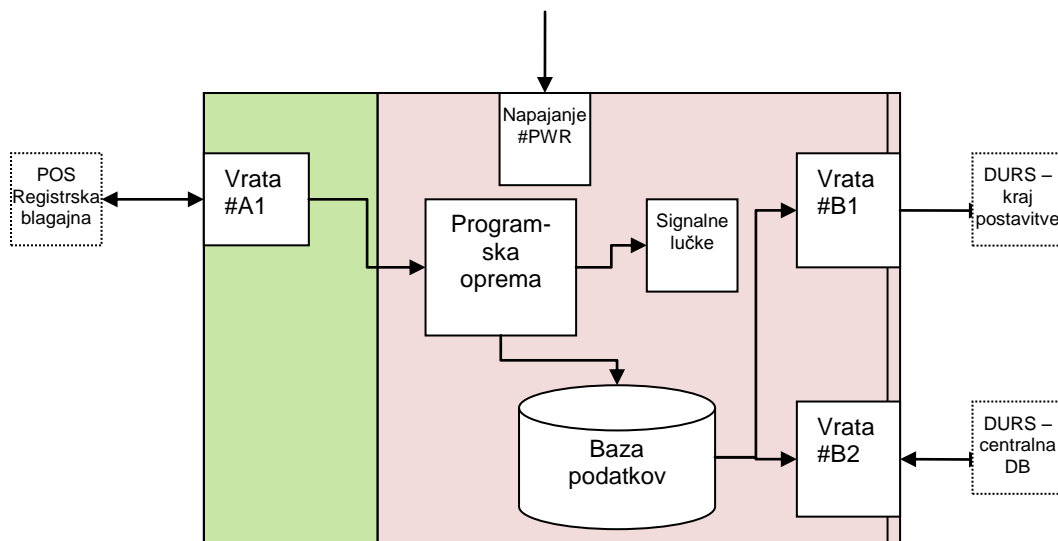 Napajanje
#PWR
POS
Registrska
blagajna
Vrata
#A1
Program-
ska
oprema
Signalne
lučke
Vrata
#B1
DURS –
kraj
postavitve
Baza
podatkov
Vrata
#B2
DURS –
centralna
DB